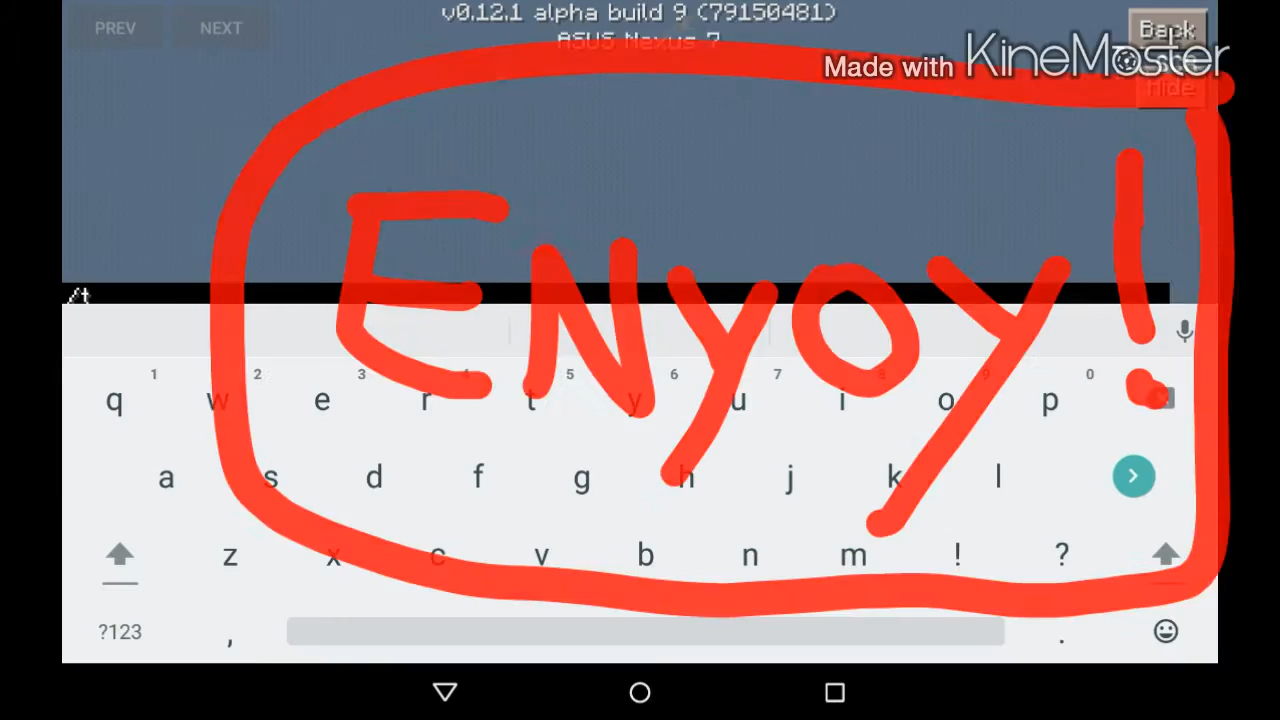 PREV NEXT
v0.12.1 alpha build 9 (79150481)
ASUS Nexus 7
Back
Made with KineMaster
Hide
ENyOy!
/t
1 2 3 4 5 6 7 8 9 0
q w e r t y u i o p
a s d f g h j k l
z x c v b n m ! ?
?123 , .